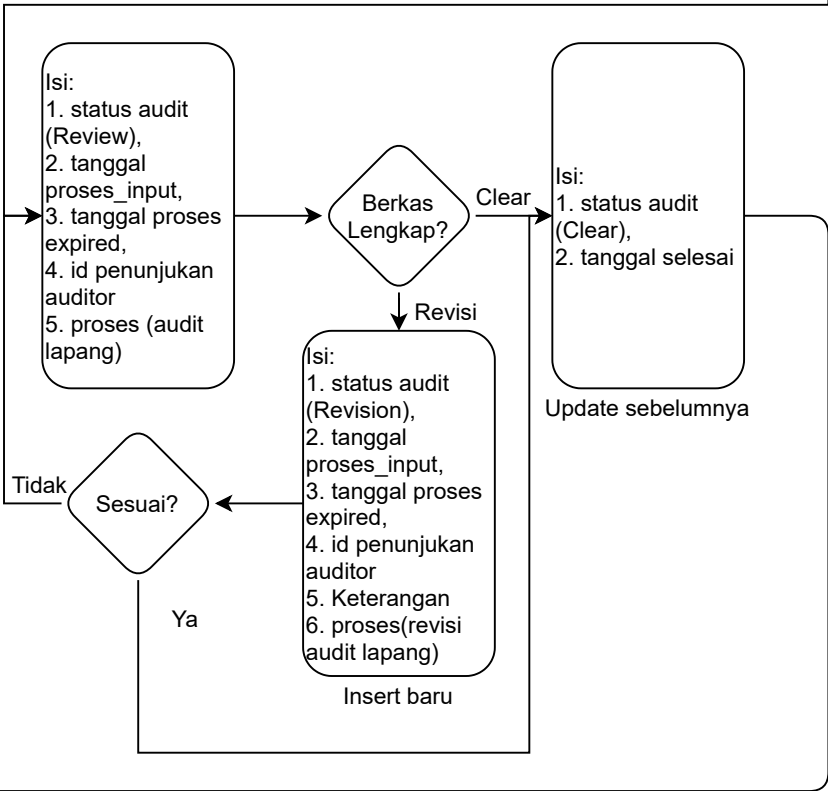 Isi:
1. status audit
(Review),
2. tanggal
proses_input,
3. tanggal proses
expired,
4. id penunjukan
auditor
5. proses (audit
lapang)
Berkas
Lengkap?
Clear
Isi:
1. status audit
(Clear),
2. tanggal selesai
Update sebelumnya
Revisi
Isi:
1. status audit
(Revision),
2. tanggal
proses_input,
3. tanggal proses
expired,
4. id penunjukan
auditor
5. Keterangan
6. proses(revisi
audit lapang)
Insert baru
Sesuai?
Tidak
Ya